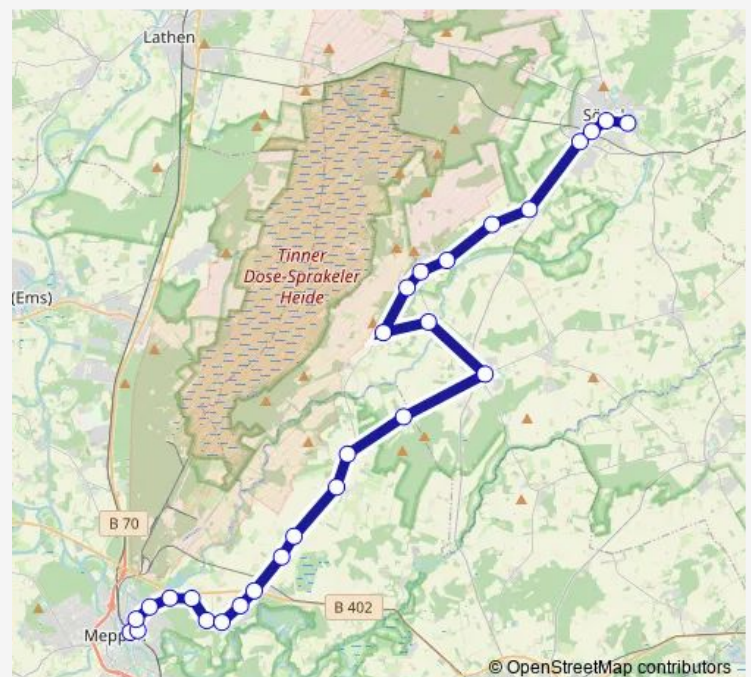 Lathen
Tinner
Dose-Sprakeler
Heide
(Ems)
B 70
B 402
© OpenStreetMap contributors